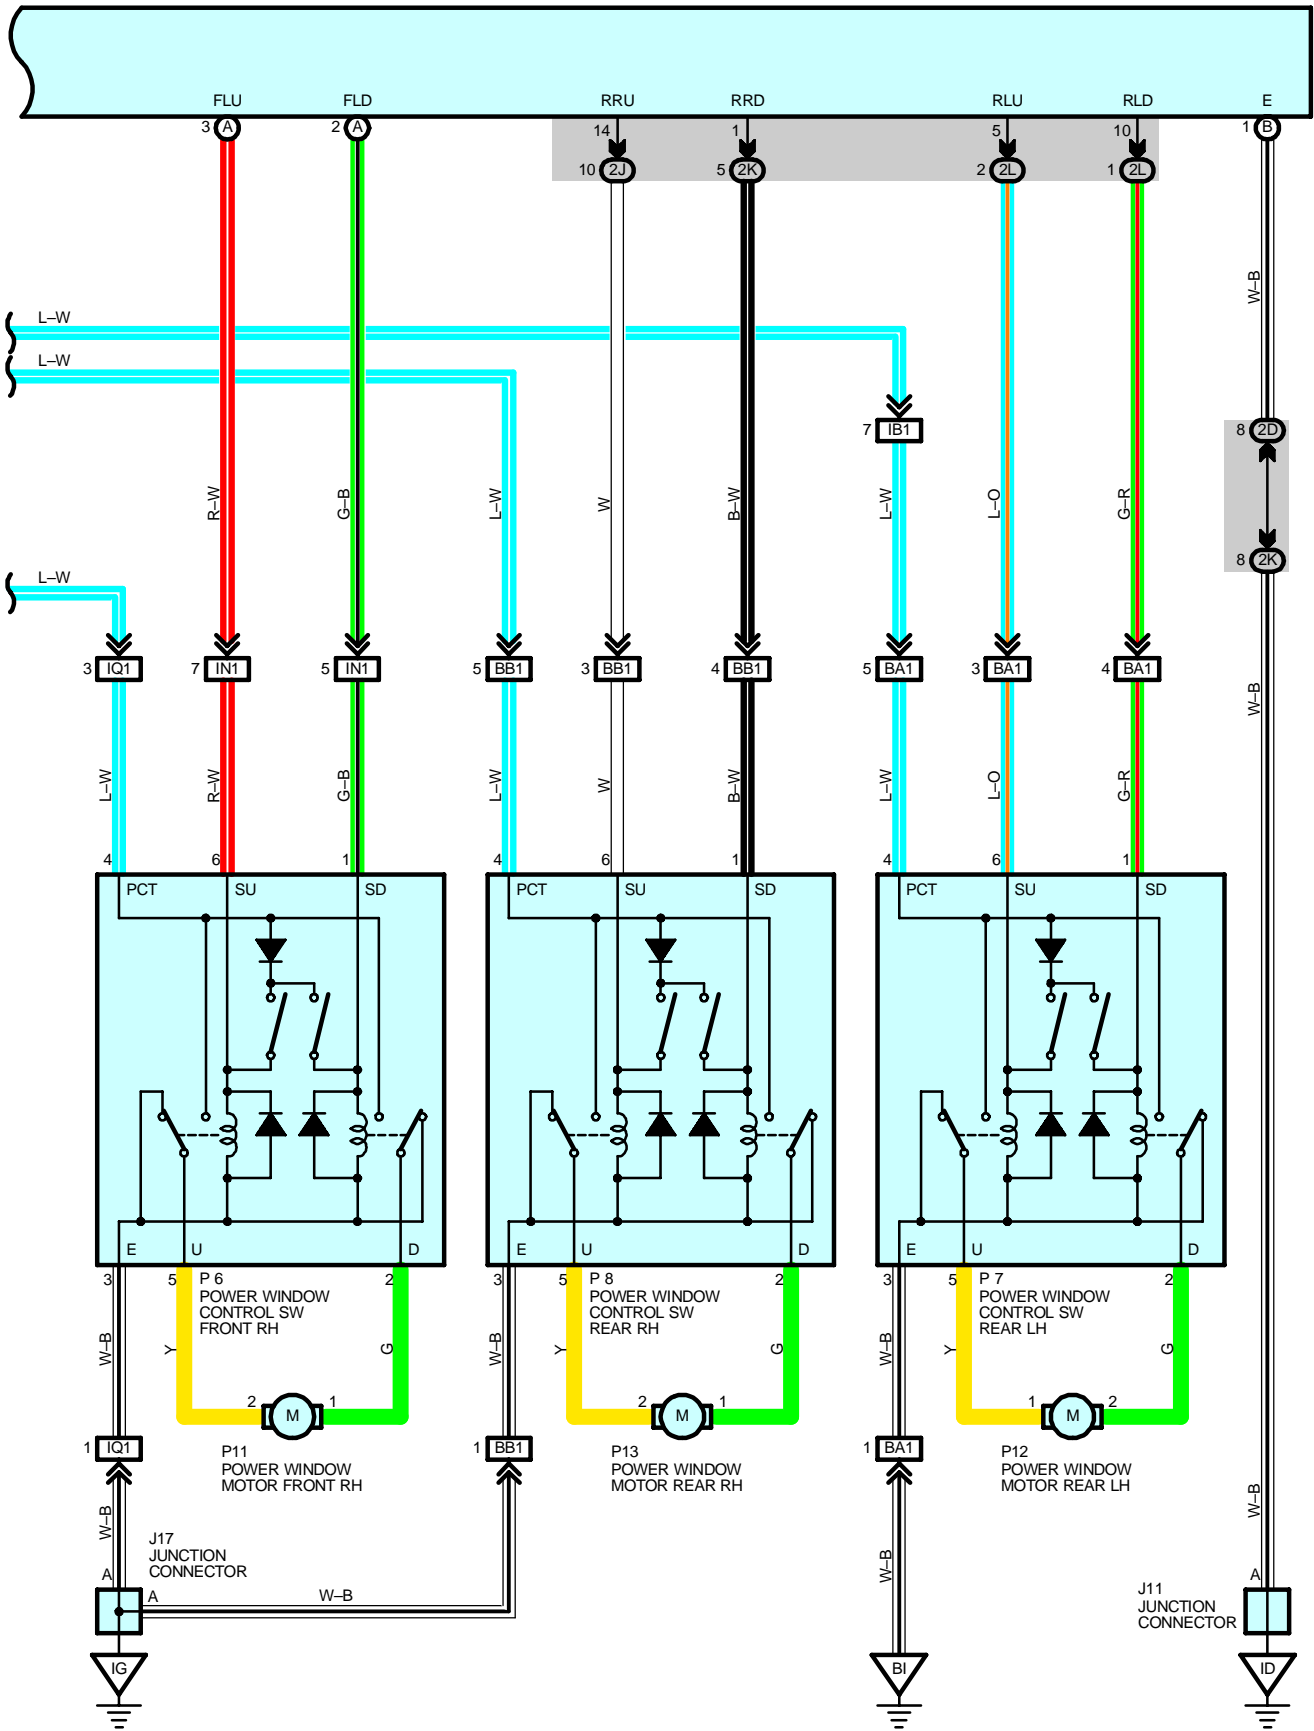 FLU FLD RRU RRD RLU RLD E
3 A 2 A 14 1 5 10 1 B
10 2J 5 2K 2 2L 1 2L
W–B
L–W
L–W
7 IB1 8 2D
R–W G–B L–W W B–W L–W L–O G–R
8 2K
L–W
3 IQ1 7 IN1 5 IN1 5 BB1 3 BB1 4 BB1 5 BA1 3 BA1 4 BA1
W–B
L–W R–W G–B L–W W B–W L–W L–O G–R
4 6 1 4 6 1 4 6 1
PCT SU SD PCT SU SD PCT SU SD
E U D E U D E U D
3 5 2 3 5 2 3 5 2
P 6
POWER WINDOW
CONTROL SW
FRONT RH
P 8
POWER WINDOW
CONTROL SW
REAR RH
P 7
POWER WINDOW
CONTROL SW
REAR LH
W–B Y G W–B Y G W–B Y G
2 M 1 2 M 1 1 M 2
1 IQ1 1 BB1 1 BA1
P11
POWER WINDOW
MOTOR FRONT RH
P13
POWER WINDOW
MOTOR REAR RH
P12
POWER WINDOW
MOTOR REAR LH
W–B W–B W–B
J17
JUNCTION
CONNECTOR
A A W–B
J11
JUNCTION
CONNECTOR
A
IG BI ID